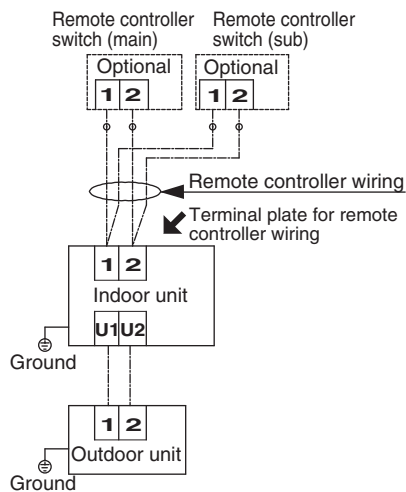 Remote controller
switch (main)
Remote controller
switch (sub)
Optional
Optional
1 2
1 2
Remote controller wiring
Terminal plate for remote
controller wiring
1 2
Indoor unit
U1 U2
Ground
1 2
Outdoor unit
Ground